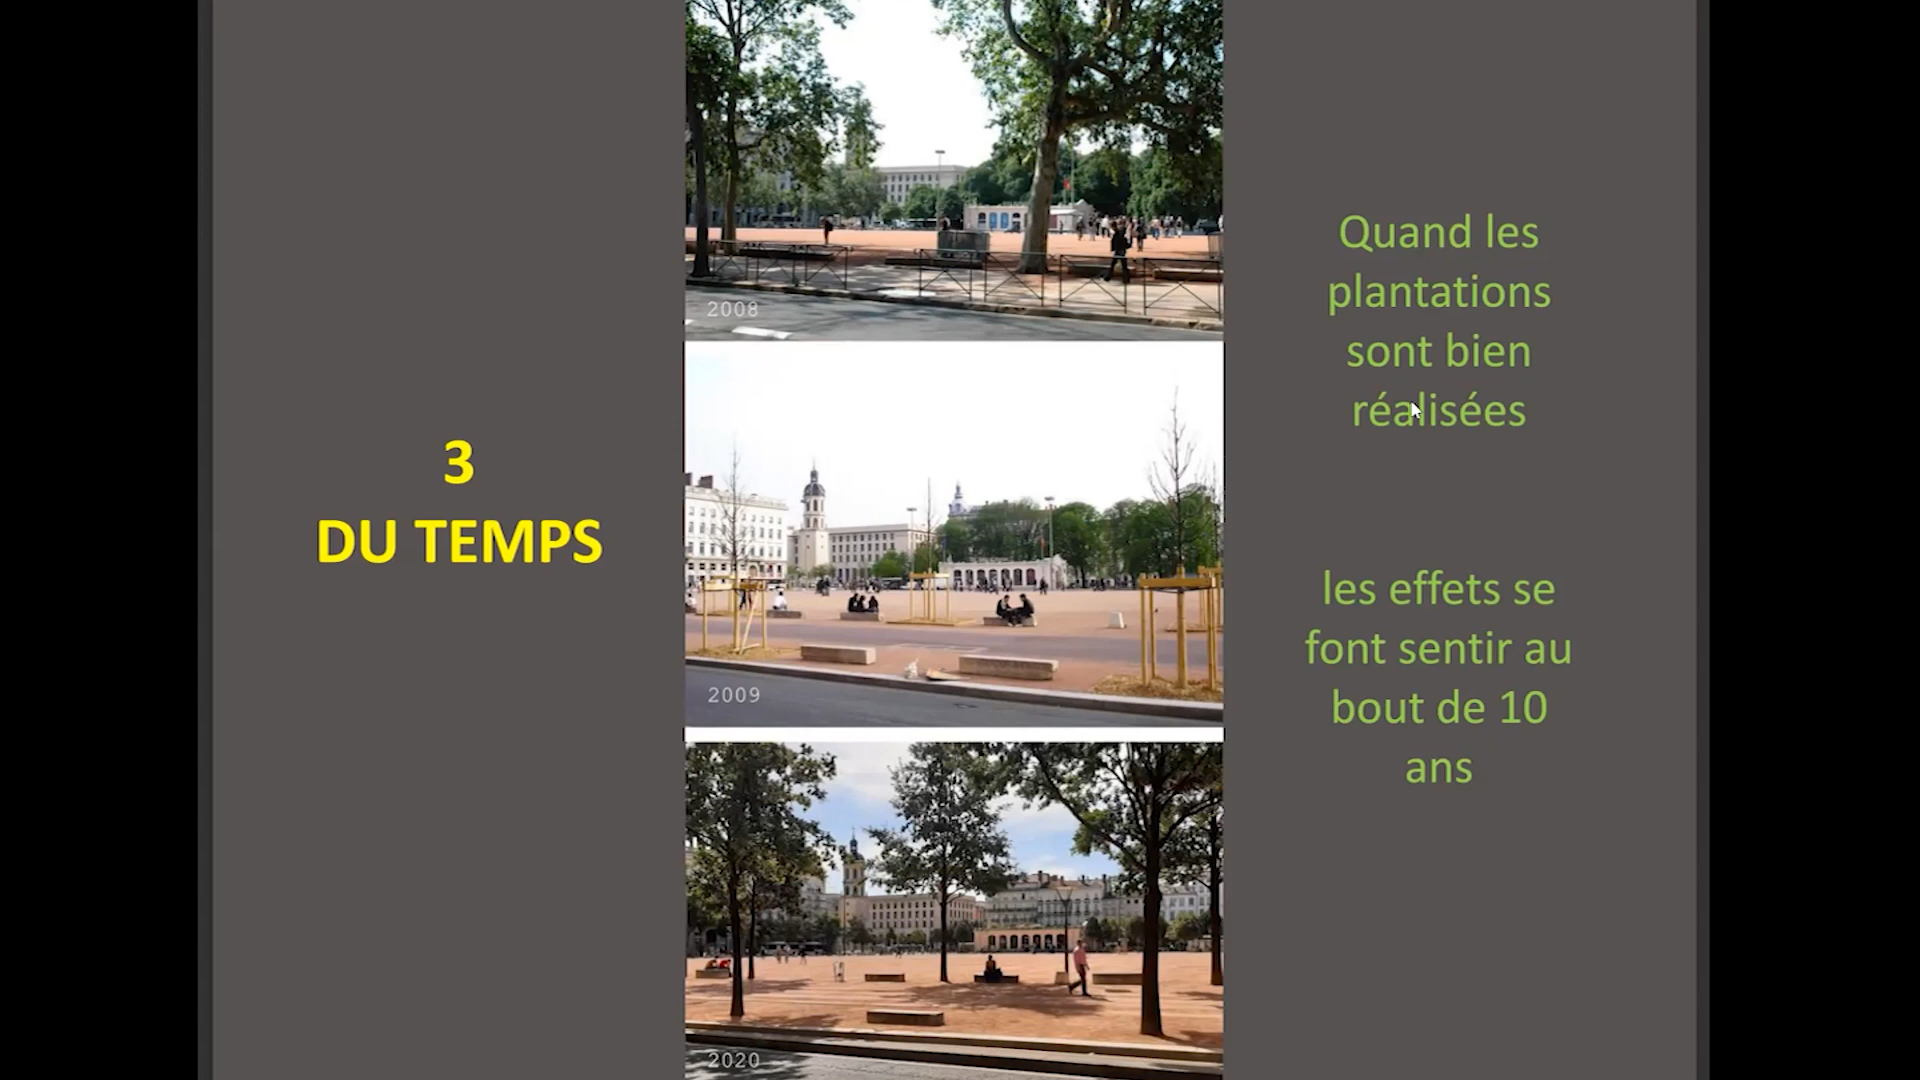 3
DU TEMPS
2008
2009
2020
Quand les
plantations
sont bien
réalisées
les effets se
font sentir au
bout de 10
ans